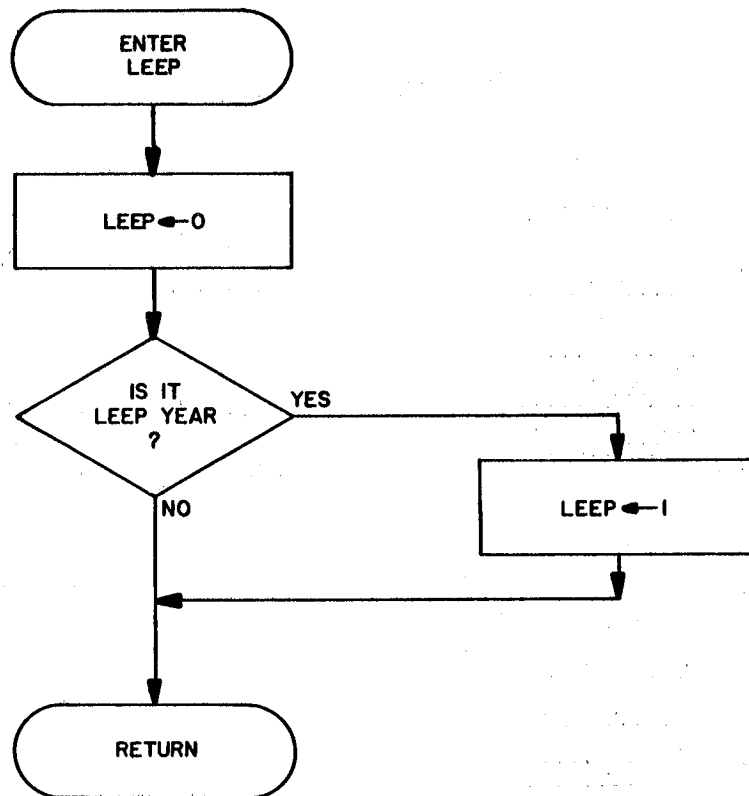 ENTER
LEEP
LEEP←0
IS IT
LEEP YEAR
?
YES
NO
LEEP←1
RETURN